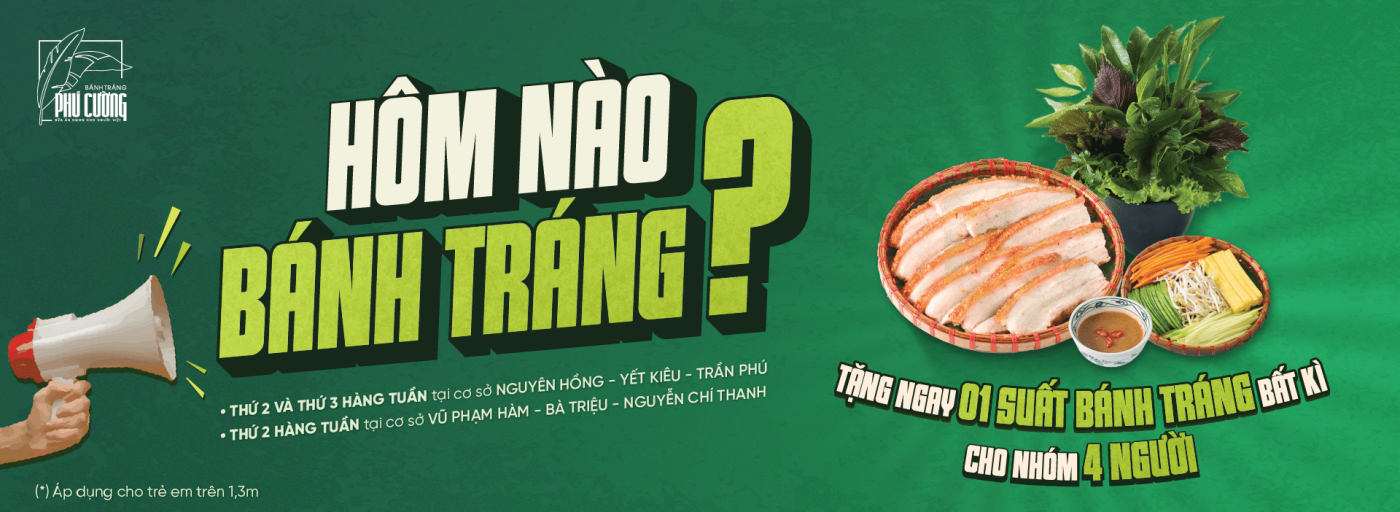 BÁNH TRÁNG
PHÚ CƯỜNG
HÔM NÀO
BÁNH TRÁNG?
• THỨ 2 VÀ THỨ 3 HÀNG TUẦN tại cơ sở NGUYÊN HỒNG - YẾT KIÊU - TRẦN PHÚ
• THỨ 2 HÀNG TUẦN tại cơ sở VŨ PHẠM HÀM - BÀ TRIỆU - NGUYỄN CHÍ THANH
(*) Áp dụng cho trẻ em trên 1,3m
TẶNG NGAY 01 SUẤT BÁNH TRÁNG BẤT KÌ
CHO NHÓM 4 NGƯỜI